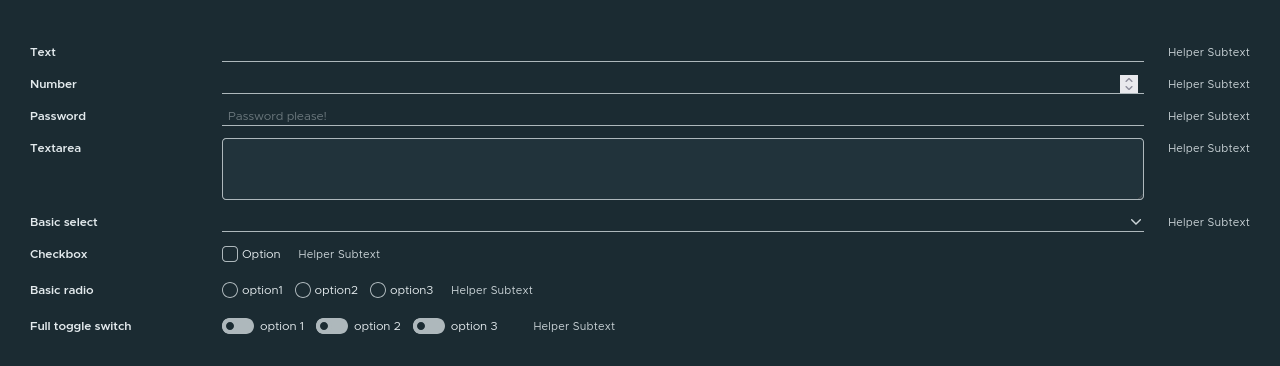 Text Helper Subtext
Number Helper Subtext
Password Password please! Helper Subtext
Textarea Helper Subtext
Basic select Helper Subtext
Checkbox Option Helper Subtext
Basic radio option1 option2 option3 Helper Subtext
Full toggle switch option 1 option 2 option 3 Helper Subtext